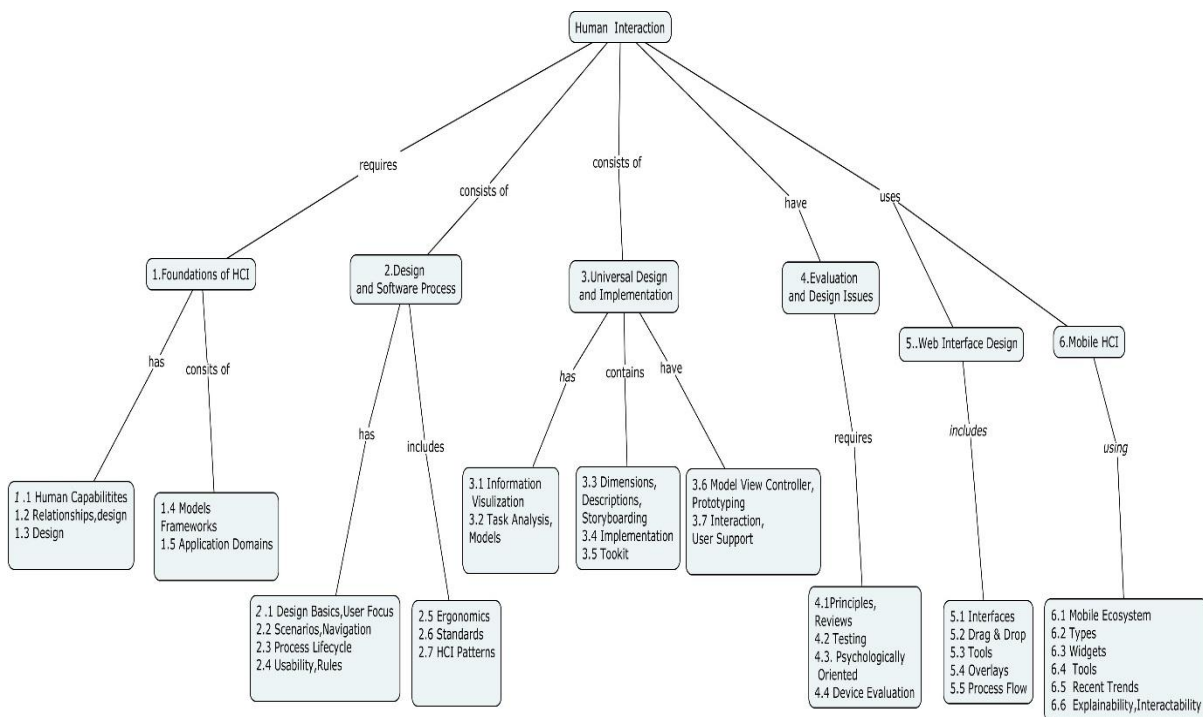 Human Interaction
requires
consists of
consists of
have
uses
1.Foundations of HCI
2.Design
and Software Process
3.Universal Design
and Implementation
4.Evaluation
and Design Issues
5..Web Interface Design
6.Mobile HCI
has
consits of
has
includes
has
contains
have
requires
includes
using
1 .1 Human Capabilitites
1.2 Relationships,design
1.3 Design
1.4 Models
Frameworks
1.5 Application Domains
2 .1 Design Basics,User Focus
2.2 Scenarios,Navigation
2.3 Process Lifecycle
2.4 Usability,Rules
2.5 Ergonomics
2.6 Standards
2.7 HCI Patterns
3.1 Information
Visulization
3.2 Task Analysis,
Models
3.3 Dimensions,
Descriptions,
Storyboarding
3.4 Implementation
3.5 Tookit
3.6 Model View Controller,
Prototyping
3.7 Interaction,
User Support
4.1Principles,
Reviews
4.2 Testing
4.3. Psychologically
Oriented
4.4 Device Evaluation
5.1 Interfaces
5.2 Drag & Drop
5.3 Tools
5.4 Overlays
5.5 Process Flow
6.1 Mobile Ecosystem
6.2 Types
6.3 Widgets
6.4 Tools
6.5 Recent Trends
6.6 Explainability,Interactability